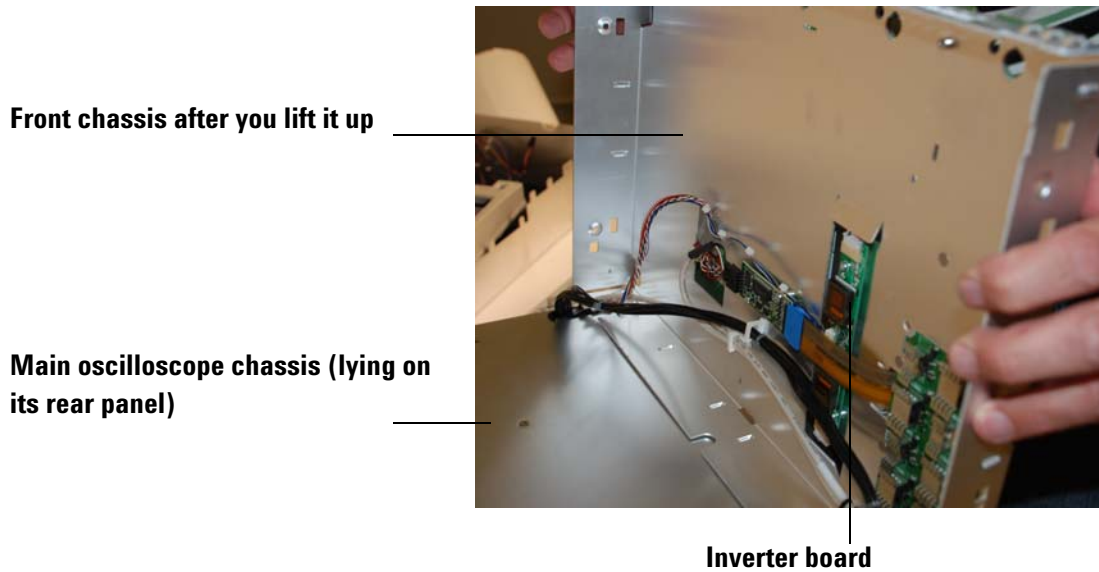 Front chassis after you lift it up
Main oscilloscope chassis (lying on
its rear panel)
Inverter board